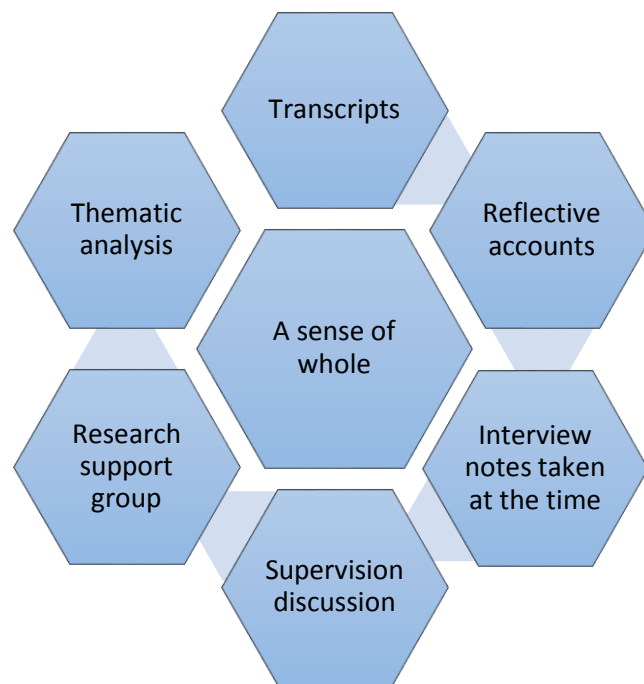 Transcripts
Reflective
accounts
Interview
notes taken
at the time
Supervision
discussion
Research
support
group
Thematic
analysis
A sense of
whole